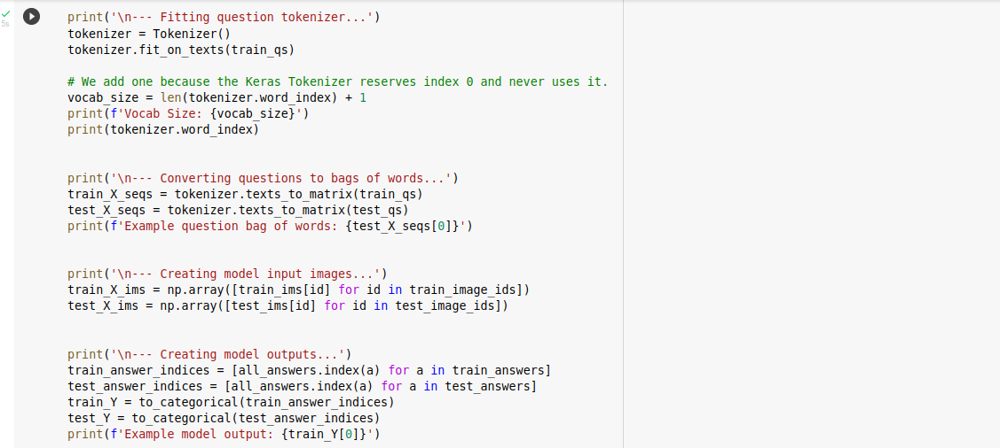 5s
print('\n--- Fitting question tokenizer...')
tokenizer = Tokenizer()
tokenizer.fit_on_texts(train_qs)
# We add one because the Keras Tokenizer reserves index 0 and never uses it.
vocab_size = len(tokenizer.word_index) + 1
print(f'Vocab Size: {vocab_size}')
print(tokenizer.word_index)
print('\n--- Converting questions to bags of words...')
train_X_seqs = tokenizer.texts_to_matrix(train_qs)
test_X_seqs = tokenizer.texts_to_matrix(test_qs)
print(f'Example question bag of words: {test_X_seqs[0]}')
print('\n--- Creating model input images...')
train_X_ims = np.array([train_ims[id] for id in train_image_ids])
test_X_ims = np.array([test_ims[id] for id in test_image_ids])
print('\n--- Creating model outputs...')
train_answer_indices = [all_answers.index(a) for a in train_answers]
test_answer_indices = [all_answers.index(a) for a in test_answers]
train_Y = to_categorical(train_answer_indices)
test_Y = to_categorical(test_answer_indices)
print(f'Example model output: {train_Y[0]}')